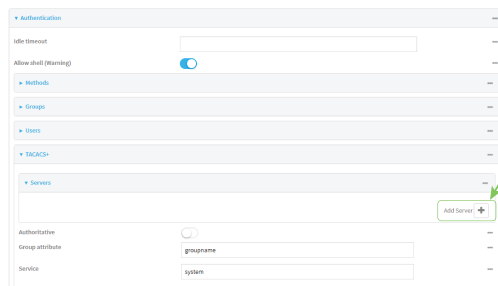 Authentication
Idle timeout
Allow shell (Warning)
Methods
Groups
Users
TACACS+
Servers
Add Server
Authoritative
Group attribute
groupname
Service
system